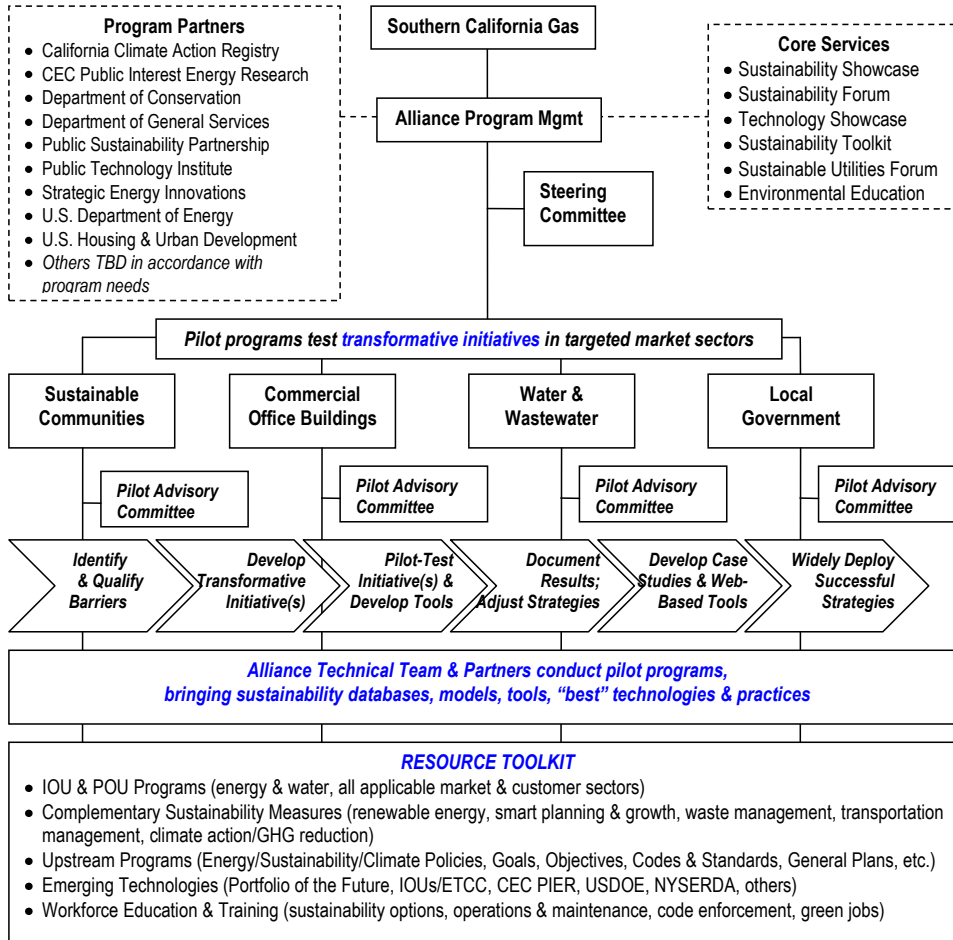 Program Partners
• California Climate Action Registry
• CEC Public Interest Energy Research
• Department of Conservation
• Department of General Services
• Public Sustainability Partnership
• Public Technology Institute
• Strategic Energy Innovations
• U.S. Department of Energy
• U.S. Housing & Urban Development
• Others TBD in accordance with
program needs
Southern California Gas
Alliance Program Mgmt
Steering
Committee
Core Services
• Sustainability Showcase
• Sustainability Forum
• Technology Showcase
• Sustainability Toolkit
• Sustainable Utilities Forum
• Environmental Education
Pilot programs test transformative initiatives in targeted market sectors
Sustainable
Communities
Commercial
Office Buildings
Water &
Wastewater
Local
Government
Pilot Advisory
Committee
Pilot Advisory
Committee
Pilot Advisory
Committee
Pilot Advisory
Committee
Identify
& Qualify
Barriers
Develop
Transformative
Initiative(s)
Pilot-Test
Initiative(s) &
Develop Tools
Document
Results;
Adjust Strategies
Develop Case
Studies & Web-
Based Tools
Widely Deploy
Successful
Strategies
Alliance Technical Team & Partners conduct pilot programs,
bringing sustainability databases, models, tools, “best” technologies & practices
RESOURCE TOOLKIT
• IOU & POU Programs (energy & water, all applicable market & customer sectors)
• Complementary Sustainability Measures (renewable energy, smart planning & growth, waste management, transportation
management, climate action/GHG reduction)
• Upstream Programs (Energy/Sustainability/Climate Policies, Goals, Objectives, Codes & Standards, General Plans, etc.)
• Emerging Technologies (Portfolio of the Future, IOUs/ETCC, CEC PIER, USDOE, NYSERDA, others)
• Workforce Education & Training (sustainability options, operations & maintenance, code enforcement, green jobs)